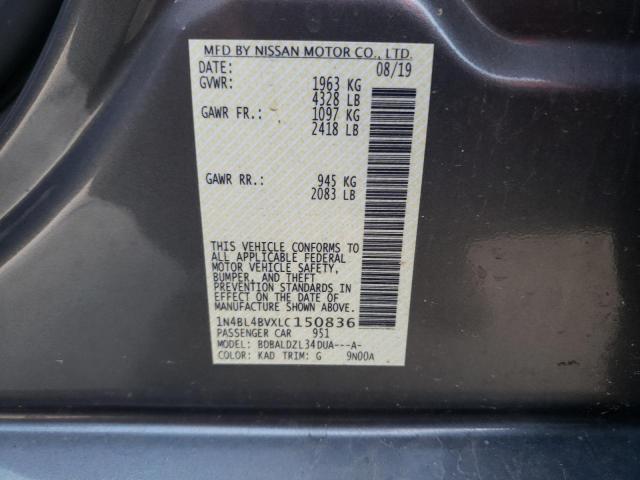 MFD BY NISSAN MOTOR CO., LTD.
DATE: 08/19
GVWR: 1963 KG
4328 LB
GAWR FR.: 1097 KG
2418 LB
GAWR RR.: 945 KG
2083 LB
THIS VEHICLE CONFORMS TO
ALL APPLICABLE FEDERAL
MOTOR VEHICLE SAFETY,
BUMPER, AND THEFT
PREVENTION STANDARDS IN
EFFECT ON THE DATE OF
MANUFACTURE SHOWN ABOVE.
1N4BL4BVXLC150836
PASSENGER CAR 951
MODEL: BDBALDZL34DUA---A-
COLOR: KAD TRIM: G 9N00A